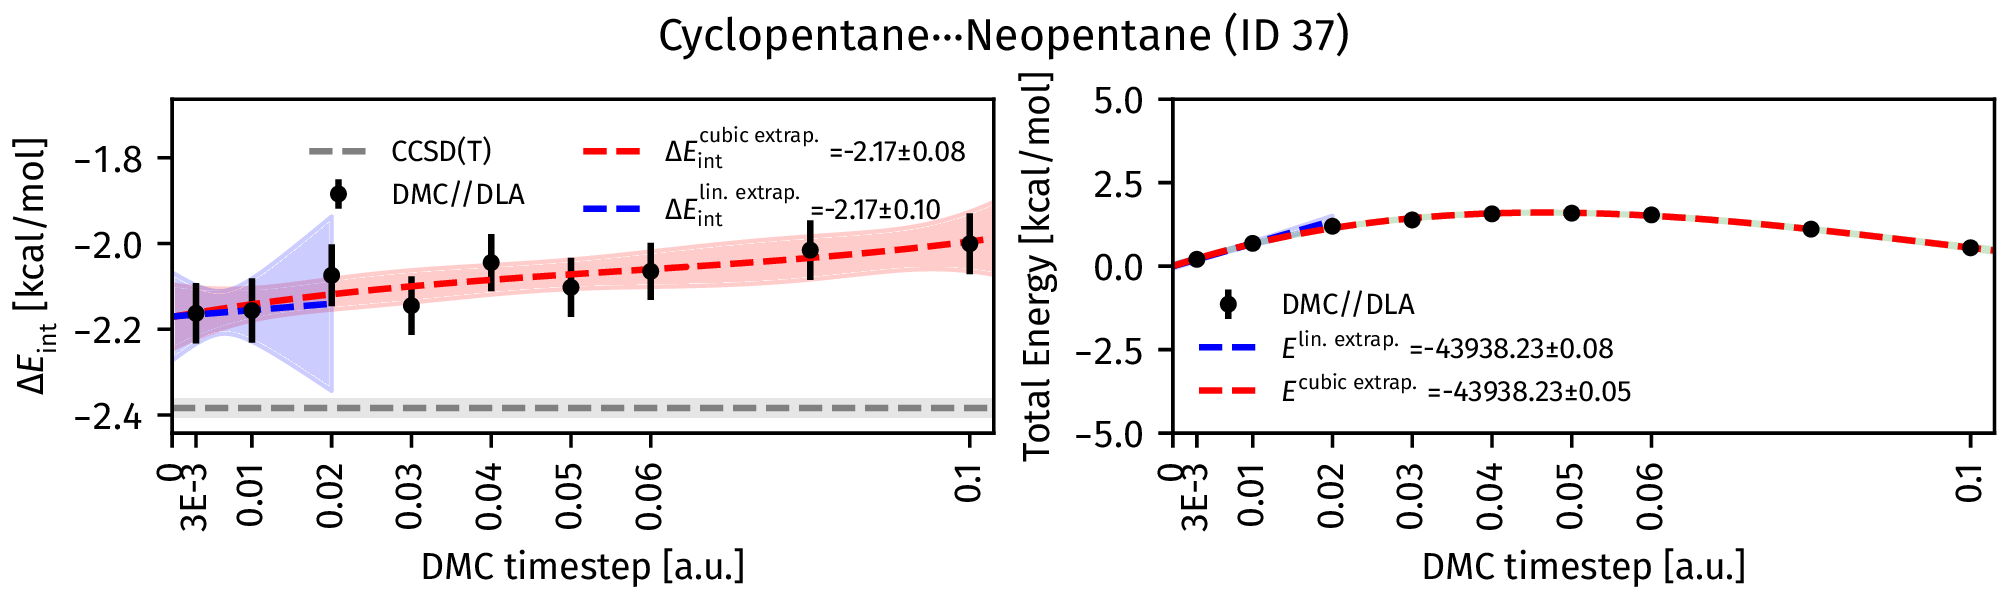 Cyclopentane···Neopentane (ID 37)
ΔE_int [kcal/mol]
−1.8
−2.0
−2.2
−2.4
CCSD(T)
DMC//DLA
ΔE_int^cubic extrap. =-2.17±0.08
ΔE_int^lin. extrap. =-2.17±0.10
0
3E-3
0.01
0.02
0.03
0.04
0.05
0.06
0.1
DMC timestep [a.u.]
Total Energy [kcal/mol]
5.0
2.5
0.0
−2.5
−5.0
DMC//DLA
E^lin. extrap. =-43938.23±0.08
E^cubic extrap. =-43938.23±0.05
0
3E-3
0.01
0.02
0.03
0.04
0.05
0.06
0.1
DMC timestep [a.u.]